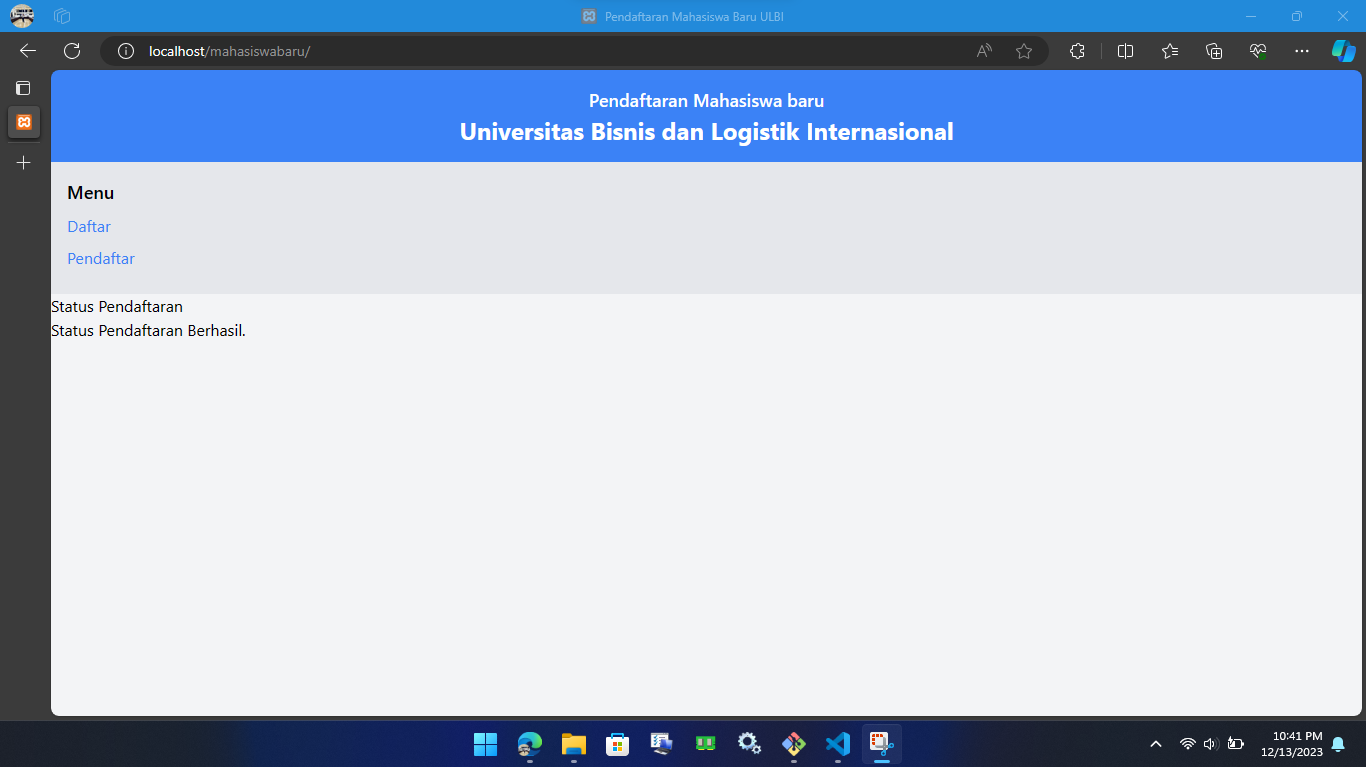 Pendaftaran Mahasiswa Baru ULBI
localhost/mahasiswabaru/
Pendaftaran Mahasiswa baru
Universitas Bisnis dan Logistik Internasional
Menu
Daftar
Pendaftar
Status Pendaftaran
Status Pendaftaran Berhasil.
10:41 PM
12/13/2023